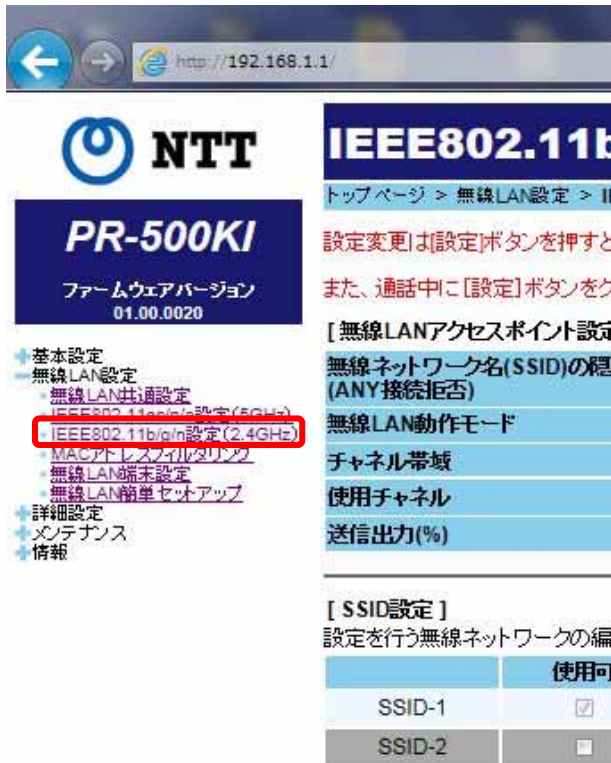 http://192.168.1.1/
NTT
PR-500KI
ファームウェアバージョン
01.00.0020
基本設定
無線LAN設定
無線LAN共通設定
IEEE802.11b/g/n設定(2.4GHz)
MACアドレスフィルタリング
無線LAN端末設定
無線LAN簡単セットアップ
詳細設定
メンテナンス
情報
IEEE802.11b
トップページ > 無線LAN設定 > I
設定変更は[設定]ボタンを押すと
また、通話中に[設定]ボタンをク
[ 無線LANアクセスポイント設定
無線ネットワーク名(SSID)の隠
(ANY接続拒否)
無線LAN動作モード
チャネル帯域
使用チャネル
送信出力(%)
[ SSID設定 ]
設定を行う無線ネットワークの編
使用可
SSID-1
SSID-2